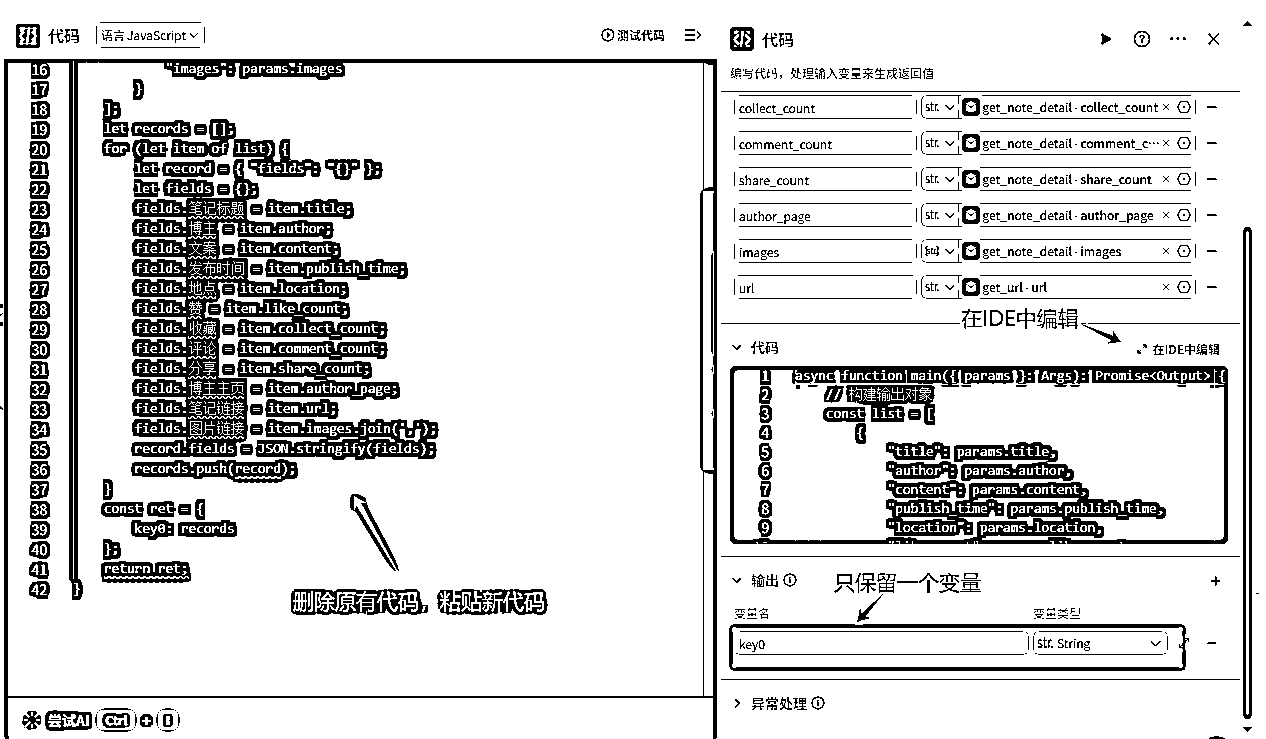 代码
语言 JavaScript
测试代码
16 "images": params.images
17 }
18 ];
19 let records = [];
20 for (let item of list) {
21 let record = { "fields": "{}" };
22 let fields = {};
23 fields.笔记标题 = item.title;
24 fields.博主 = item.author;
25 fields.文案 = item.content;
26 fields.发布时间 = item.publish_time;
27 fields.地点 = item.location;
28 fields.赞 = item.like_count;
29 fields.收藏 = item.collect_count;
30 fields.评论 = item.comment_count;
31 fields.分享 = item.share_count;
32 fields.博主主页 = item.author_page;
33 fields.笔记链接 = item.url;
34 fields.图片链接 = item.images.join(",");
35 record.fields = JSON.stringify(fields);
36 records.push(record);
37 }
38 const ret = {
39 key0: records
40 };
41 return ret;
42 }
删除原有代码，粘贴新代码
尝试AI Ctrl + I
代码
编写代码，处理输入变量来生成返回值
collect_count str. get_note_detail - collect_count
comment_count str. get_note_detail - comment_c···
share_count str. get_note_detail - share_count
author_page str. get_note_detail - author_page
images get_note_detail - images
url str. get_url - url
在IDE中编辑
代码 在IDE中编辑
1 async function main({ params }: Args): Promise<Output> {
2 // 构建输出对象
3 const list = [
4 {
5 "title": params.title,
6 "author": params.author,
7 "content": params.content,
8 "publish_time": params.publish_time,
9 "location": params.location,
输出 只保留一个变量
变量名 变量类型
key0 str. String
异常处理